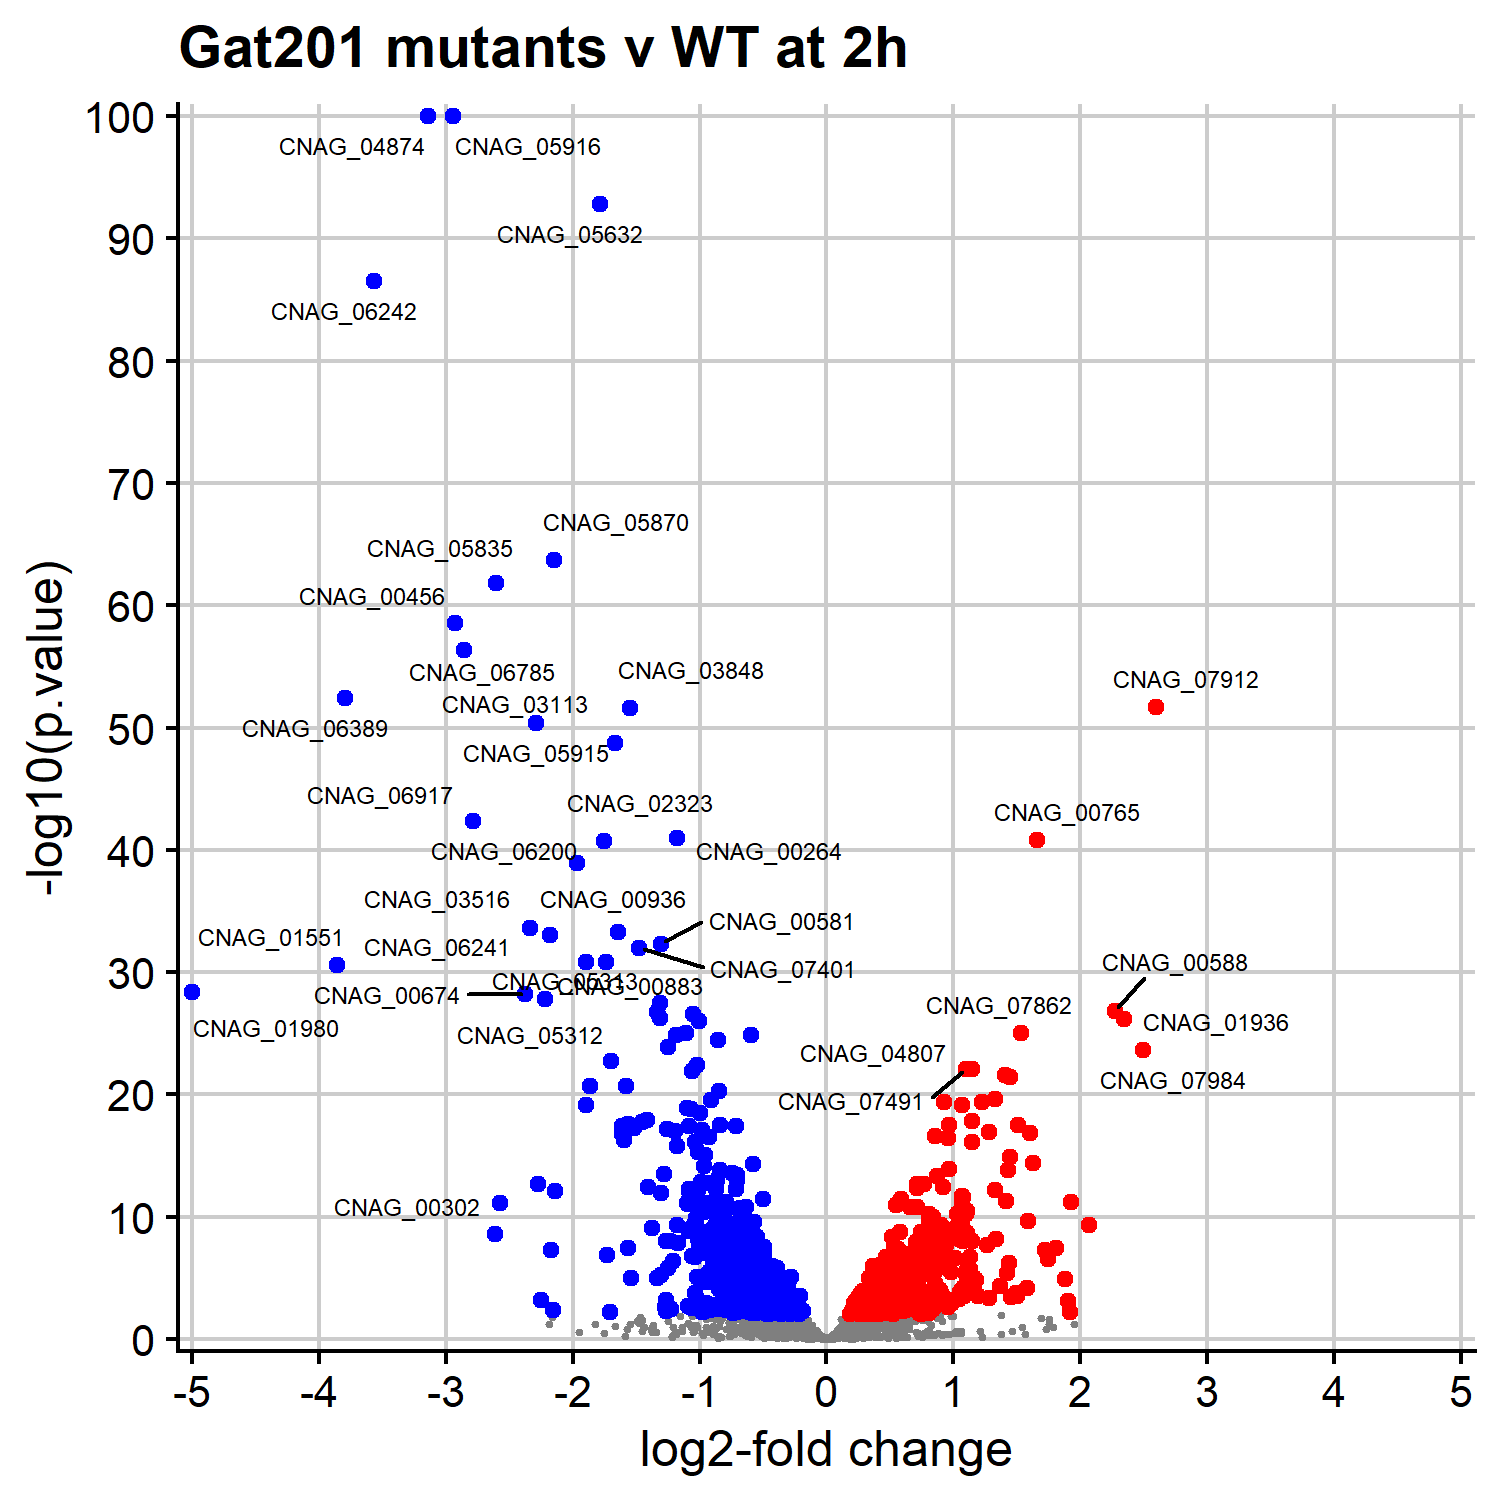 Gat201 mutants v WT at 2h
-log10(p.value)
100
90
80
70
60
50
40
30
20
10
0
CNAG_04874
CNAG_05916
CNAG_05632
CNAG_06242
CNAG_05870
CNAG_05835
CNAG_00456
CNAG_06785
CNAG_03848
CNAG_07912
CNAG_03113
CNAG_06389
CNAG_05915
CNAG_06917
CNAG_02323
CNAG_00765
CNAG_06200
CNAG_00264
CNAG_03516
CNAG_00936
CNAG_00581
CNAG_01551
CNAG_06241
CNAG_07401
CNAG_00588
CNAG_05313
CNAG_00883
CNAG_00674
CNAG_07862
CNAG_01980
CNAG_05312
CNAG_01936
CNAG_04807
CNAG_07984
CNAG_07491
CNAG_00302
-5 -4 -3 -2 -1 0 1 2 3 4 5
log2-fold change